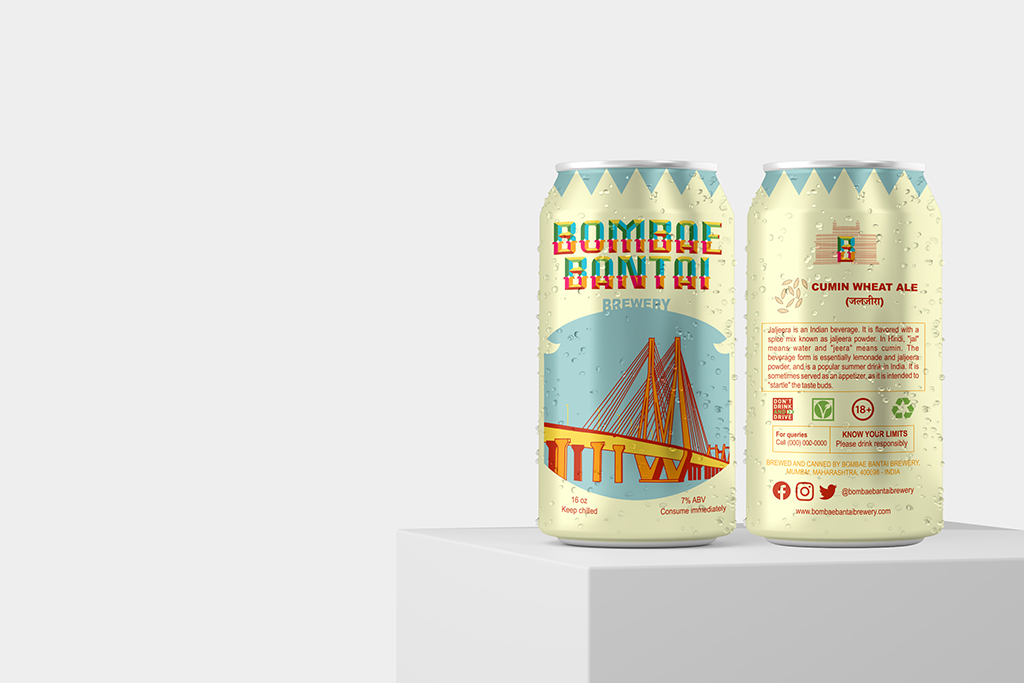 BOMBAE
BANTAI
BREWERY
16 oz
Keep chilled
7% ABV
Consume immediately
CUMIN WHEAT ALE
(जलजीरा)
Jaljeera is an Indian beverage. It is flavored with a
spice mix known as jaljeera powder. In Hindi, "jal"
means water and "jeera" means cumin. The
beverage form is essentially lemonade and jaljeera
powder, and is a popular summer drink in India. It is
sometimes served as an appetizer, as it is intended to
"startle" the taste buds.
DON'T
DRINK
AND
DRIVE
V
18+
For queries
Call (000) 000-0000
KNOW YOUR LIMITS
Please drink responsibly
BREWED AND CANNED BY BOMBAE BANTAI BREWERY,
MUMBAI, MAHARASHTRA, - INDIA
@bombaebantaibrewery
www.bombaebantaibrewery.com